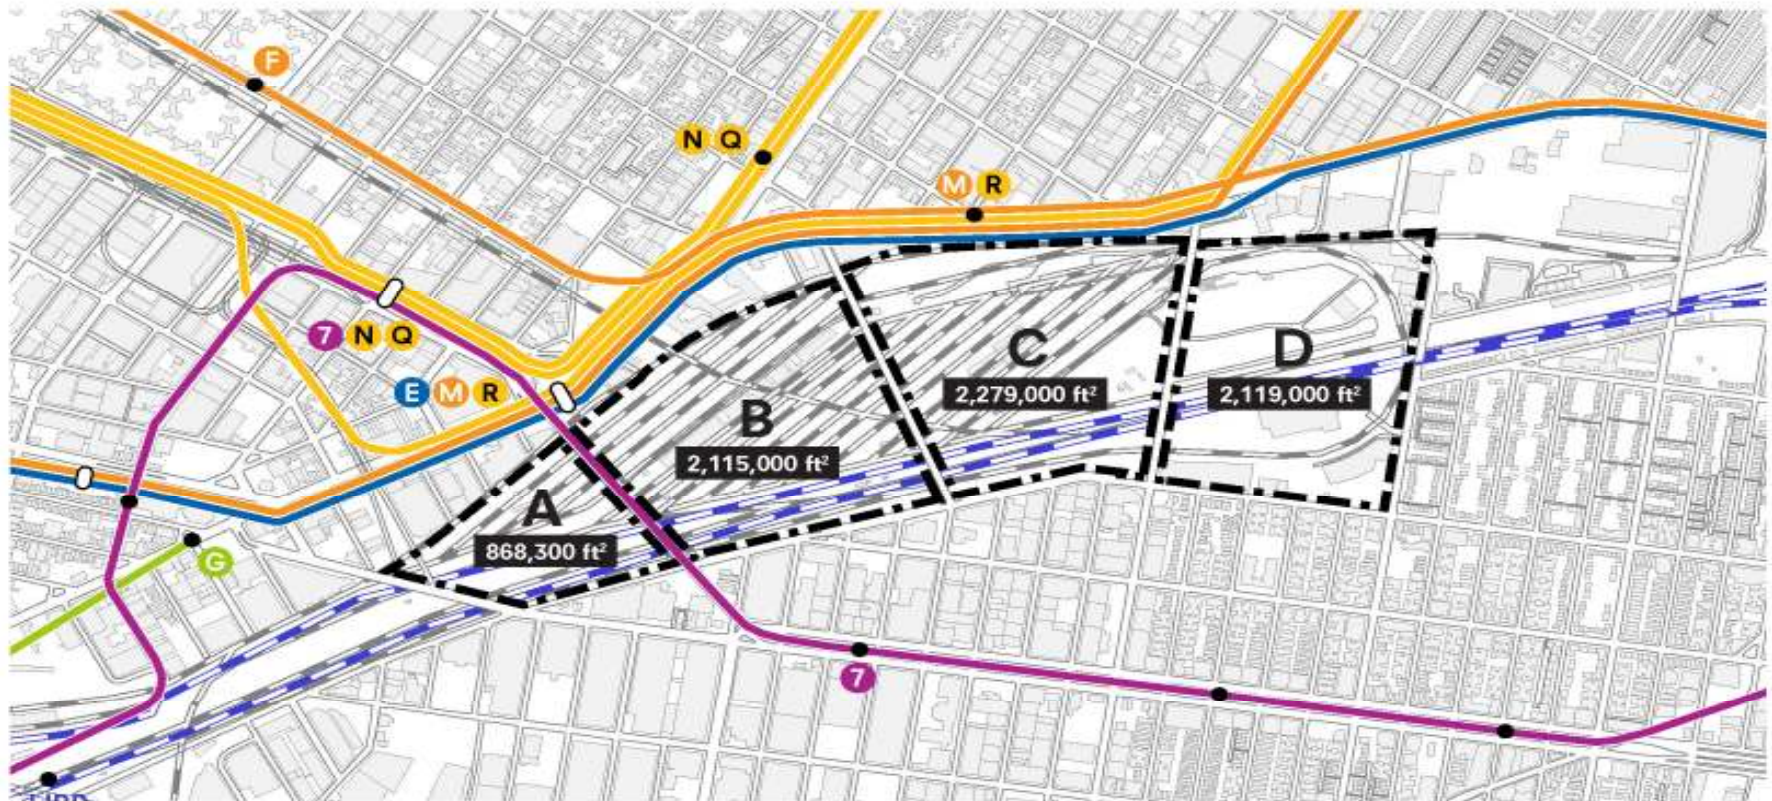 F
N Q
M R
7 N Q
E M R
C
2,279,000 ft²
D
2,119,000 ft²
B
2,115,000 ft²
A
868,300 ft²
G
7